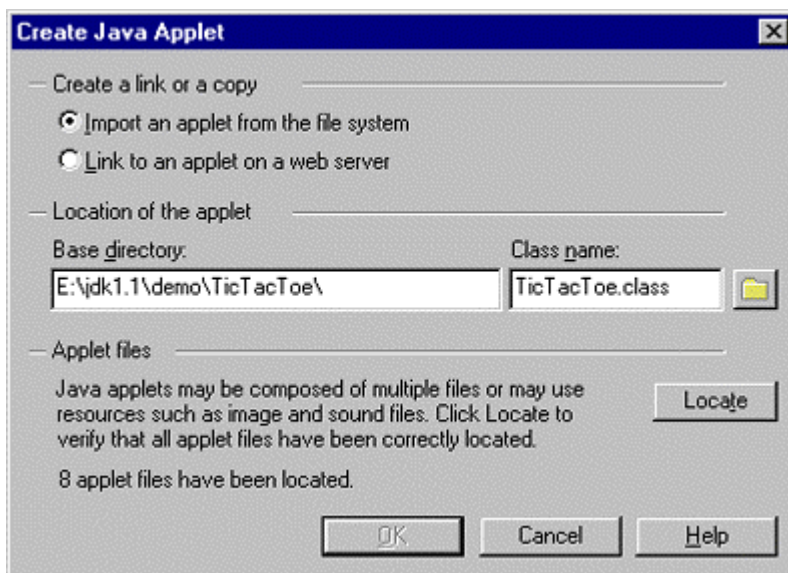 Create Java Applet
Create a link or a copy
Import an applet from the file system
Link to an applet on a web server
Location of the applet
Base directory: Class name:
E:\jdk1.1\demo\TicTacToe\ TicTacToe.class
Applet files
Java applets may be composed of multiple files or may use
resources such as image and sound files. Click Locate to
verify that all applet files have been correctly located.
Locate
8 applet files have been located.
OK Cancel Help